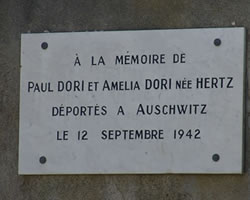 À LA MÉMOIRE DE
PAUL DORI ET AMELIA DORI NÉE HERTZ
DÉPORTÉS A AUSCHWITZ
LE 12 SEPTEMBRE 1942